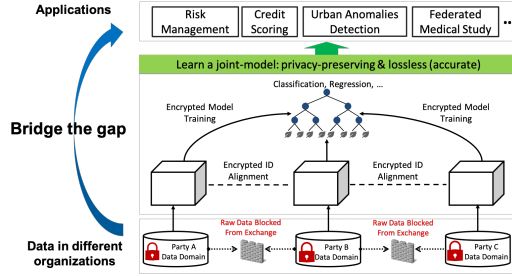 Applications
Risk
Management
Credit
Scoring
Urban Anomalies
Detection
Federated
Medical Study
...
Learn a joint-model: privacy-preserving & lossless (accurate)
Classification, Regression, ...
Encrypted Model
Training
Encrypted Model
Training
Bridge the gap
Encrypted ID
Alignment
Encrypted ID
Alignment
Data in different
organizations
Party A
Data Domain
Raw Data Blocked
From Exchange
Party B
Data Domain
Raw Data Blocked
From Exchange
Party C
Data Domain